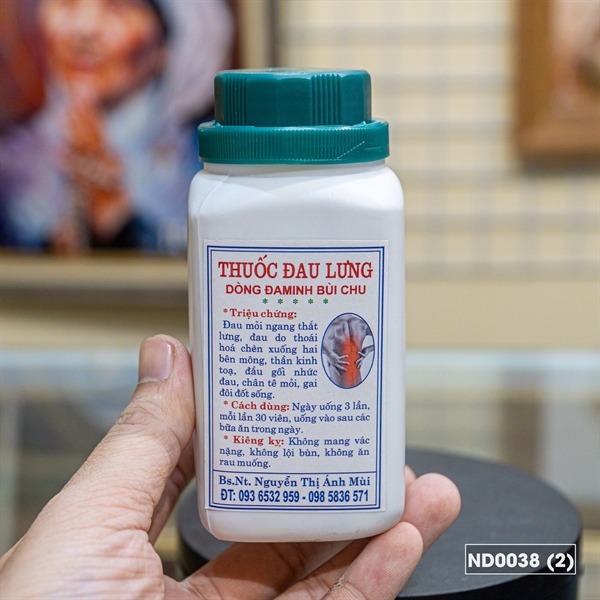 THUỐC ĐAU LƯNG
DÒNG ĐAMINH BÙI CHU
* * * * *
* Triệu chứng:
Đau mỏi ngang thắt
lưng, đau do thoái
hoá chèn xuống hai
bên mông, thần kinh
toạ, đầu gối nhức
đau, chân tê mỏi, gai
đôi đốt sống.
* Cách dùng: Ngày uống 3 lần,
mỗi lần 30 viên, uống vào sau các
bữa ăn trong ngày.
* Kiêng kỵ: Không mang vác
nặng, không lội bùn, không ăn
rau muống.
Bs.Nt. Nguyễn Thị Ánh Mùi
ĐT: 093 6532 959 - 098 5836 571
ND0038 (2)